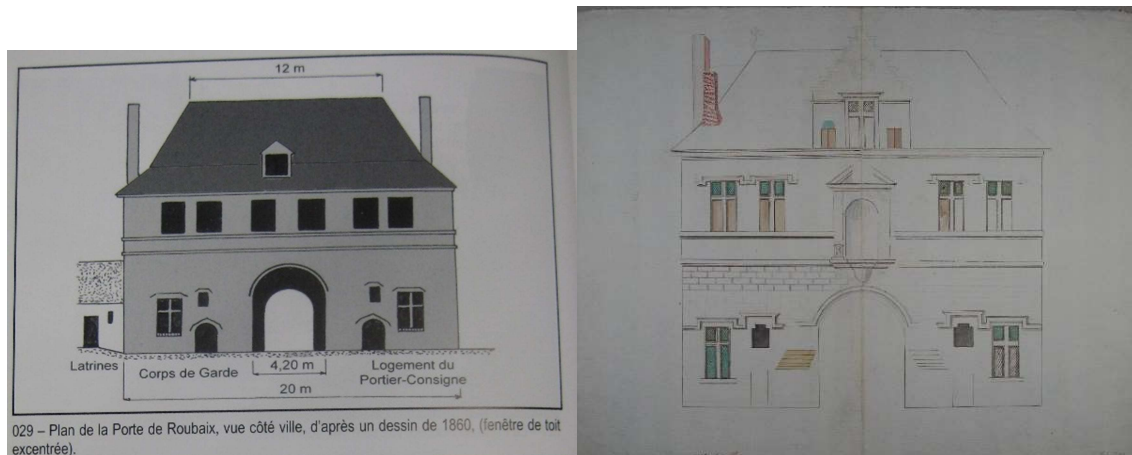 12 m
Latrines
Corps de Garde
4,20 m
Logement du
Portier-Consigne
20 m
029 – Plan de la Porte de Roubaix, vue côté ville, d'après un dessin de 1860, (fenêtre de toit
excentrée).